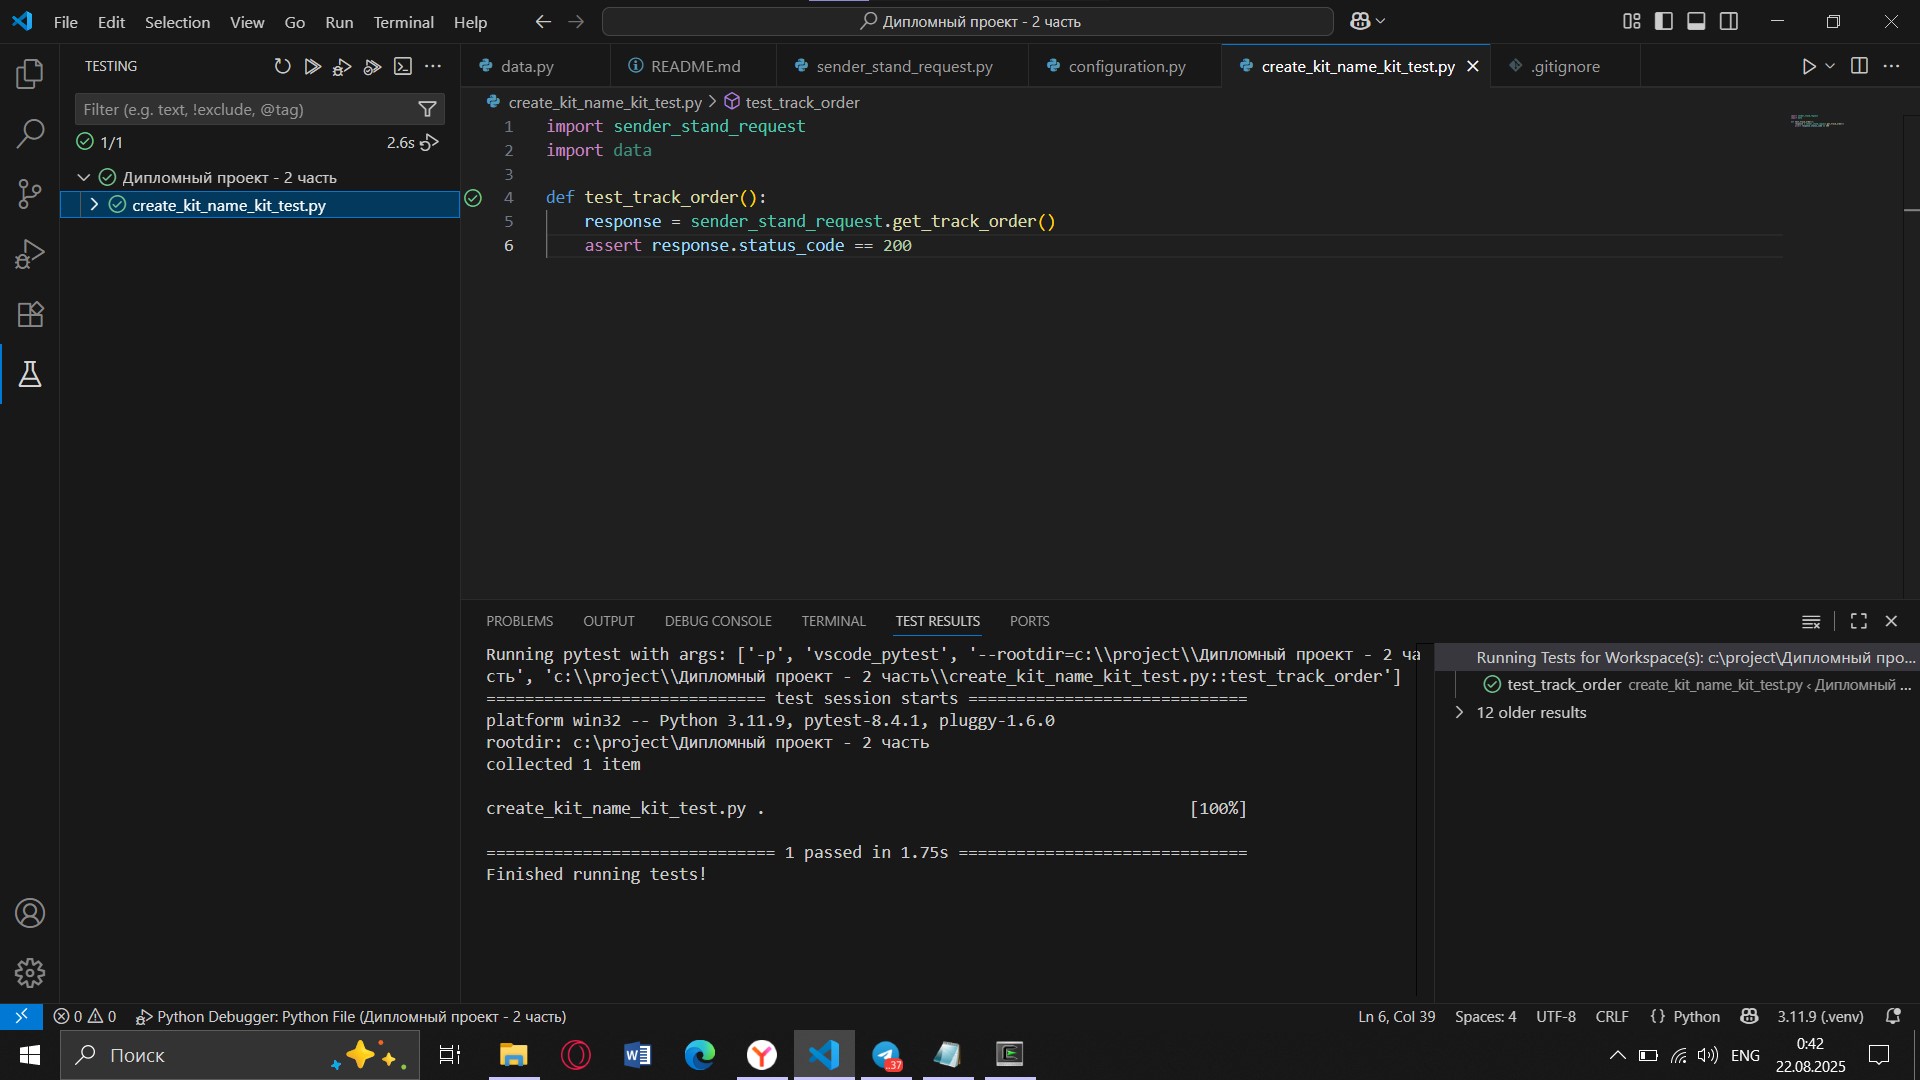 File Edit Selection View Go Run Terminal Help
Дипломный проект - 2 часть
TESTING
data.py
README.md
sender_stand_request.py
configuration.py
create_kit_name_kit_test.py
.gitignore
Filter (e.g. text, !exclude, @tag)
1/1
2.6s
Дипломный проект - 2 часть
create_kit_name_kit_test.py
create_kit_name_kit_test.py > test_track_order
1 import sender_stand_request
2 import data
3
4 def test_track_order():
5 response = sender_stand_request.get_track_order()
6 assert response.status_code == 200
PROBLEMS OUTPUT DEBUG CONSOLE TERMINAL TEST RESULTS PORTS
Running pytest with args: ['-p', 'vscode_pytest', '--rootdir=c:\\project\\Дипломный проект - 2 ча
сть', 'c:\\project\\Дипломный проект - 2 часть\\create_kit_name_kit_test.py::test_track_order']
============================= test session starts =============================
platform win32 -- Python 3.11.9, pytest-8.4.1, pluggy-1.6.0
rootdir: c:\project\Дипломный проект - 2 часть
collected 1 item
create_kit_name_kit_test.py . [100%]
============================== 1 passed in 1.75s ==============================
Finished running tests!
Running Tests for Workspace(s): c:\project\Дипломный про...
test_track_order create_kit_name_kit_test.py ‹ Дипломный ...
12 older results
0 0 Python Debugger: Python File (Дипломный проект - 2 часть)
Ln 6, Col 39 Spaces: 4 UTF-8 CRLF {} Python 3.11.9 (.venv)
Поиск
37
ENG
0:42
22.08.2025